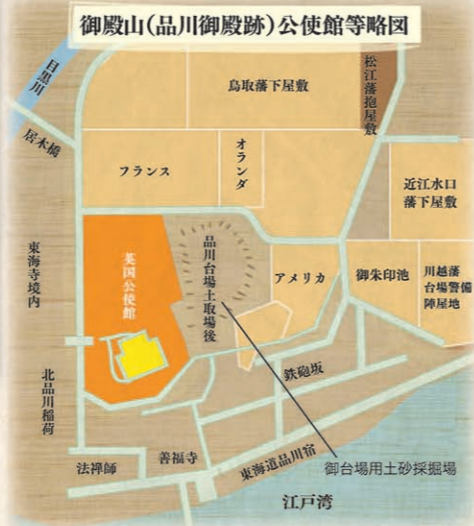 御殿山(品川御殿跡)公使館等略図
目黒川
居木橋
鳥取藩下屋敷
松江藩抱屋敷
フランス
オランダ
近江水口
藩下屋敷
東海寺境内
英国公使館
品川台場土取場後
アメリカ
御朱印池
川越藩
台場警備
陣屋地
北品川稲荷
鉄砲坂
法禅師
善福寺
東海道品川宿
御台場用土砂採掘場
江戸湾